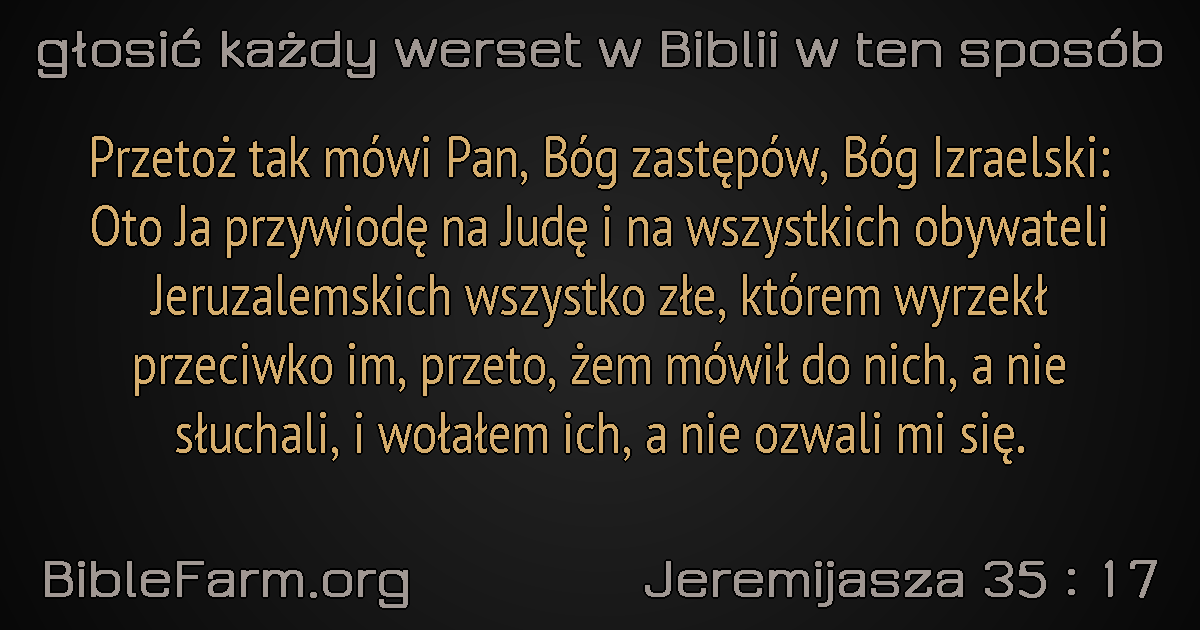 głosić każdy werset w Biblii w ten sposób
Przetoż tak mówi Pan, Bóg zastępów, Bóg Izraelski:
Oto Ja przywiodę na Judę i na wszystkich obywateli
Jeruzalemskich wszystko złe, którem wyrzekł
przeciwko im, przeto, żem mówił do nich, a nie
słuchali, i wołałem ich, a nie ozwali mi się.
BibleFarm.org
Jeremijasza 35 : 17